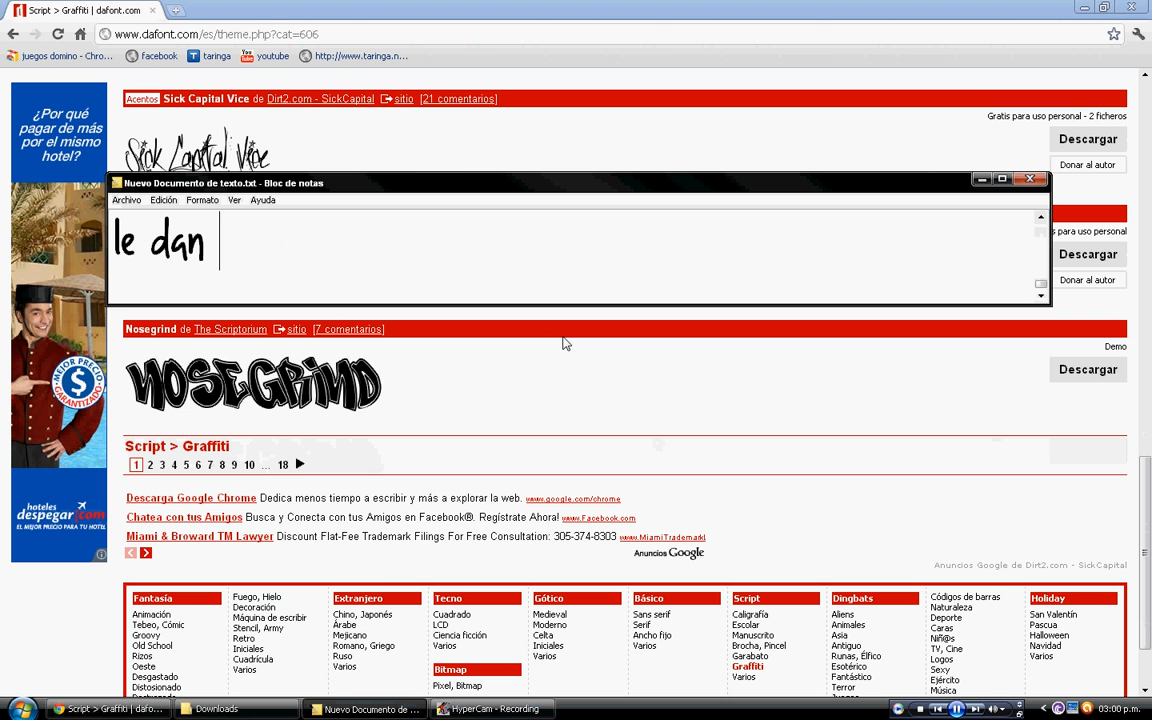 Script > Graffiti | dafont.com
www.dafont.com/es/theme.php?cat=606
juegos domino - Chro...
facebook
taringa
youtube
http://www.taringa.n...
¿Por qué
pagar de más
por el mismo
hotel?
MEJOR PRECIO
$
GARANTIZADO
hoteles
despegar.com
EL MEJOR PRECIO PARA TU HOTEL
Acentos Sick Capital Vice de Dirt2.com - SickCapital sitio [21 comentarios]
Gratis para uso personal - 2 ficheros
Sick Capital Vice
Descargar
Donar al autor
Nuevo Documento de texto.txt - Bloc de notas
Archivo Edición Formato Ver Ayuda
le dan
s para uso personal
Descargar
Donar al autor
Nosegrind de The Scriptorium sitio [7 comentarios]
Demo
NOSEGRIND
Descargar
Script > Graffiti
1 2 3 4 5 6 7 8 9 10 ... 18
Descarga Google Chrome Dedica menos tiempo a escribir y más a explorar la web. www.google.com/chrome
Chatea con tus Amigos Busca y Conecta con tus Amigos en Facebook®. Regístrate Ahora! www.Facebook.com
Miami & Broward TM Lawyer Discount Flat-Fee Trademark Filings For Free Consultation: 305-374-8303 www.MiamiTrademarkl
Anuncios Google
Anuncios Google de Dirt2.com - SickCapital
Fantasía
Animación
Tebeo, Cómic
Groovy
Old School
Rizos
Oeste
Desgastado
Distosionado
Fuego, Hielo
Decoración
Máquina de escribir
Stencil, Army
Retro
Iniciales
Cuadrícula
Varios
Extranjero
Chino, Japonés
Árabe
Mejicano
Romano, Griego
Ruso
Varios
Tecno
Cuadrado
LCD
Ciencia ficción
Varios
Bitmap
Pixel, Bitmap
Gótico
Medieval
Moderno
Celta
Iniciales
Varios
Básico
Sans serif
Serif
Ancho fijo
Varios
Script
Caligrafía
Escolar
Manuscrito
Brocha, Pincel
Garabato
Graffiti
Varios
Dingbats
Aliens
Animales
Asia
Antiguo
Runas, Élfico
Esotérico
Fantástico
Terror
Códigos de barras
Naturaleza
Deporte
Caras
Niñ@s
TV, Cine
Logos
Sexy
Ejército
Música
Holiday
San Valentín
Pascua
Halloween
Navidad
Varios
Script > Graffiti | dafo...
Downloads
Nuevo Documento de ...
HyperCam - Recording
03:00 p.m.